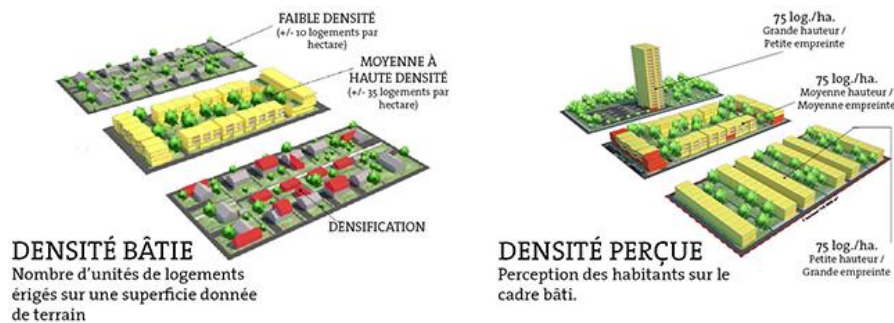 FAIBLE DENSITÉ
(+/- 10 logements par
hectare)
MOYENNE À
HAUTE DENSITÉ
(+/- 35 logements par
hectare)
DENSIFICATION
DENSITÉ BÂTIE
Nombre d'unités de logements
érigés sur une superficie donnée
de terrain
75 log./ha.
Grande hauteur /
Petite empreinte
75 log./ha.
Moyenne hauteur /
Moyenne empreinte
75 log./ha.
Petite hauteur /
Grande empreinte
DENSITÉ PERÇUE
Perception des habitants sur le
cadre bâti.